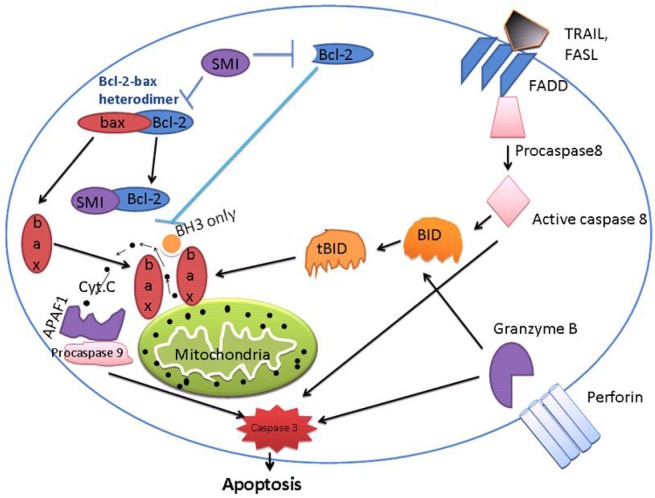 TRAIL,
FASL
SMI
Bcl-2
Bcl-2-bax
heterodimer
FADD
bax
Bcl-2
Procaspase8
SMI
Bcl-2
Active caspase 8
BH3 only
b
a
x
tBID
BID
b
a
x
b
a
x
Cyt.C
APAF1
Granzyme B
Procaspase 9
Mitochondria
Perforin
Caspase 3
Apoptosis